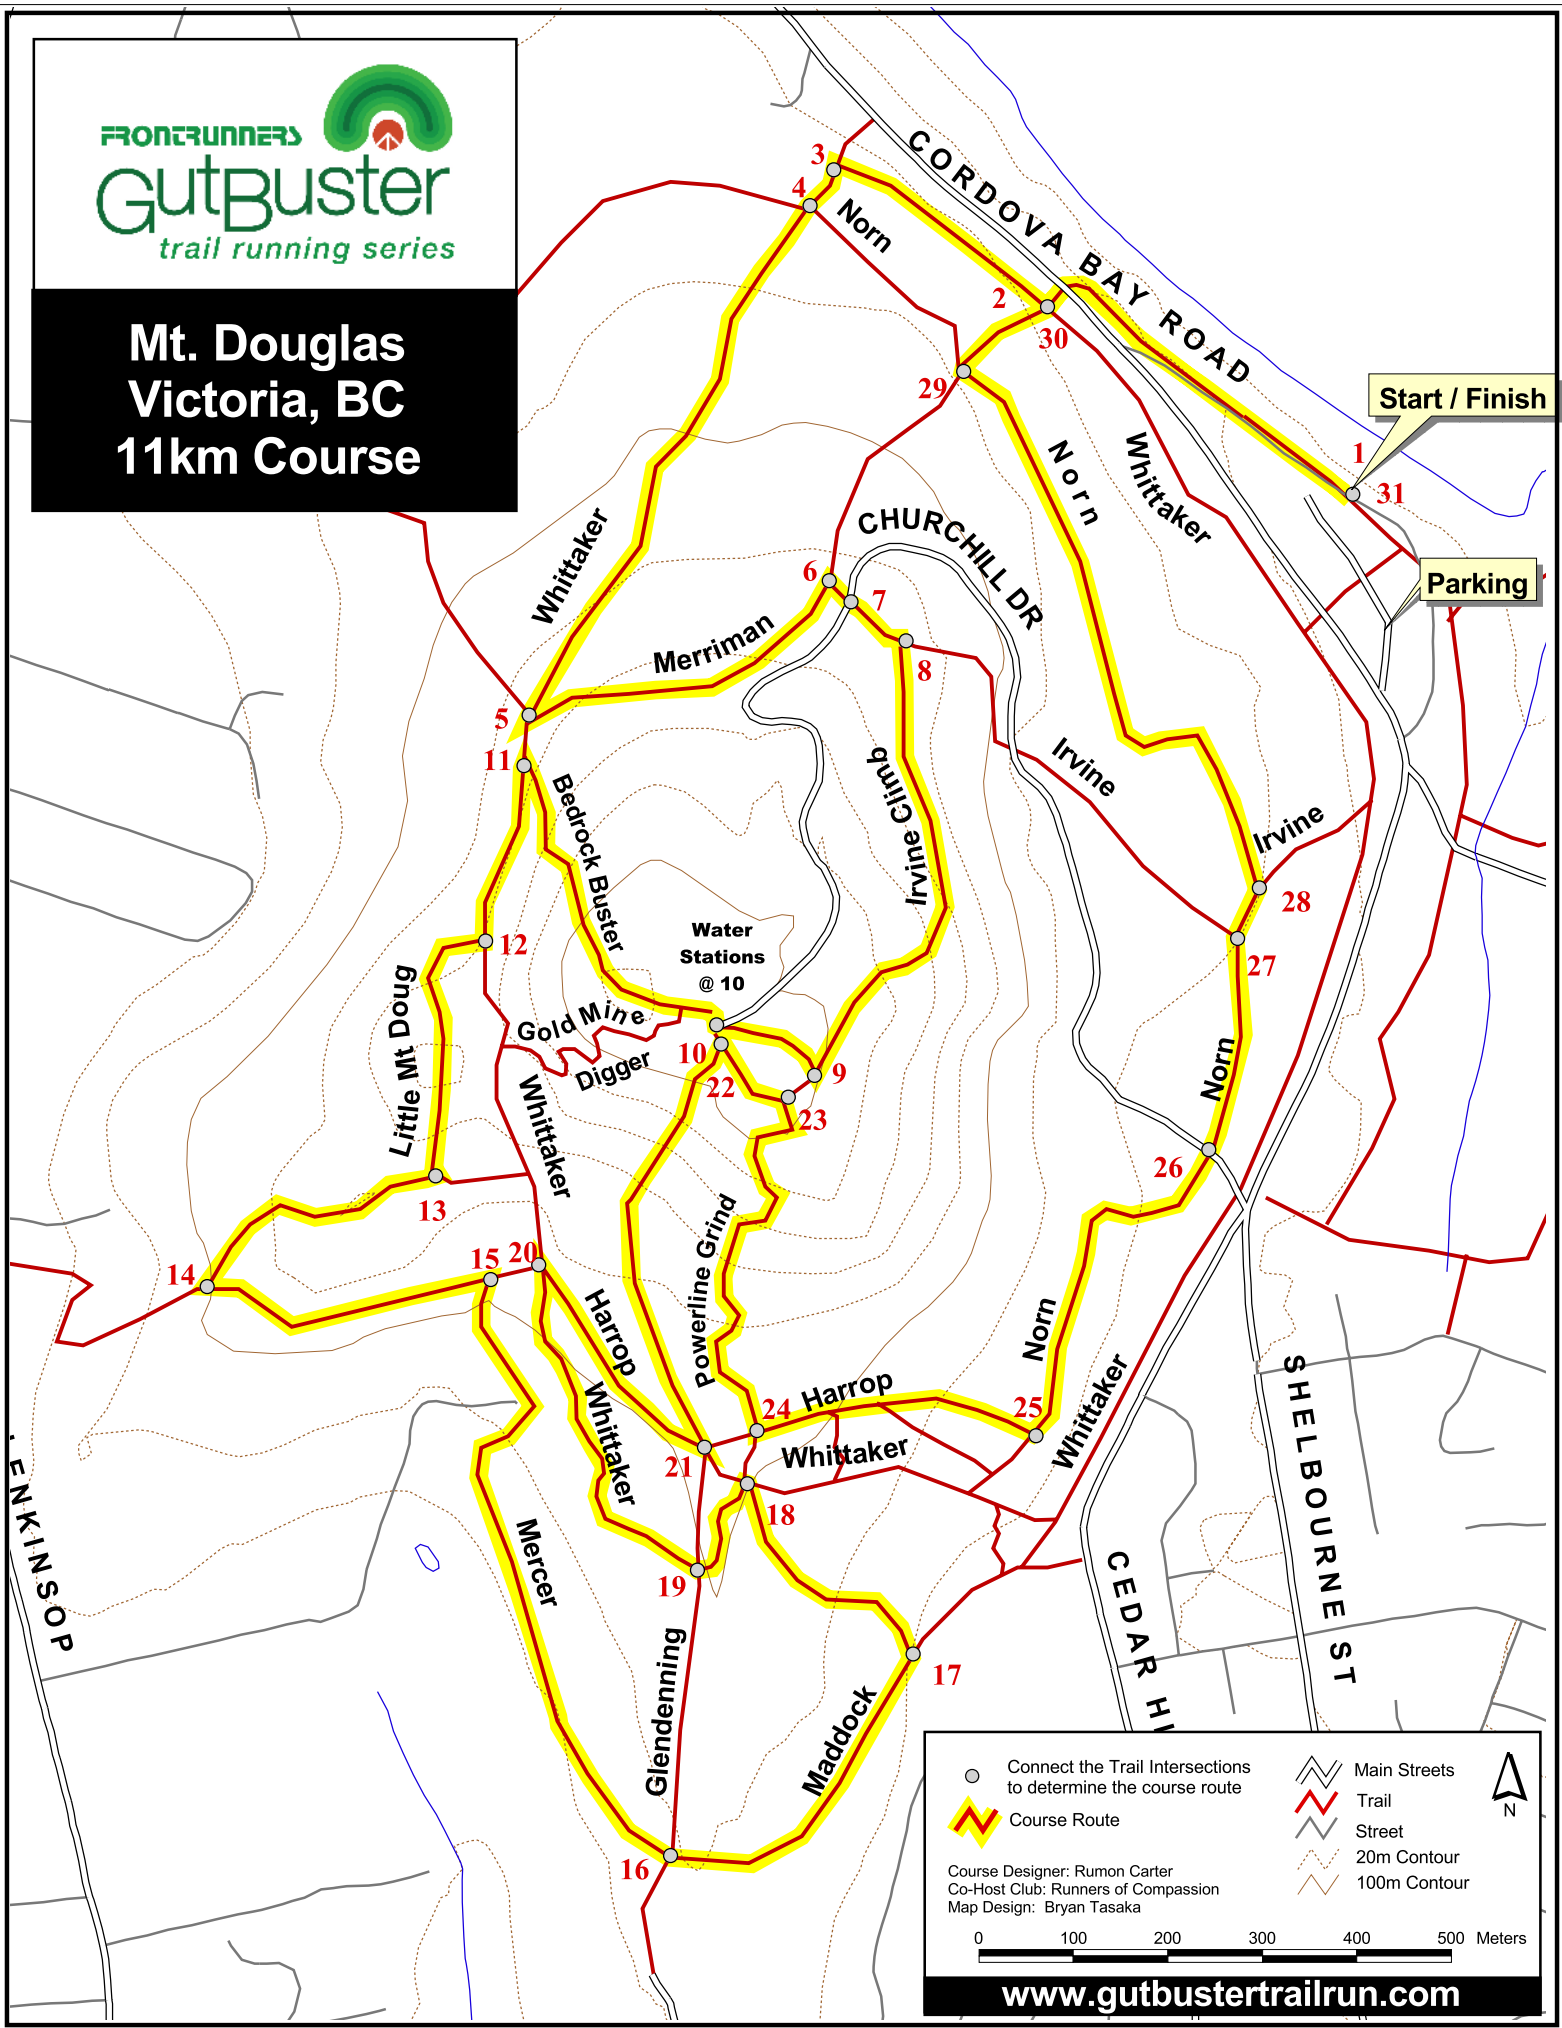 FRONTRUNNERS
GutBuster
trail running series
Mt. Douglas
Victoria, BC
11km Course
CORDOVA BAY ROAD
3
4
Norn
2
30
29
Start / Finish
1
31
Norn
Whittaker
Whittaker
CHURCHILL DR
Parking
6
7
Merriman
8
5
11
Irvine
Bedrock Buster
Irvine Climb
Irvine
28
12
Water
Stations
@ 10
27
Little Mt Doug
Gold Mine
Digger
10
22
9
23
Norn
Whittaker
26
13
14
15
20
Powerline Grind
Harrop
Norn
Harrop
24
25
Whittaker
Whittaker
Whittaker
21
18
SHELBOURNE ST
ENKINSOP
Mercer
19
CEDAR HI
Glendenning
17
Maddock
16
Connect the Trail Intersections
to determine the course route
Course Route
Main Streets
Trail
Street
20m Contour
100m Contour
N
Course Designer: Rumon Carter
Co-Host Club: Runners of Compassion
Map Design: Bryan Tasaka
0 100 200 300 400 500 Meters
www.gutbustertrailrun.com